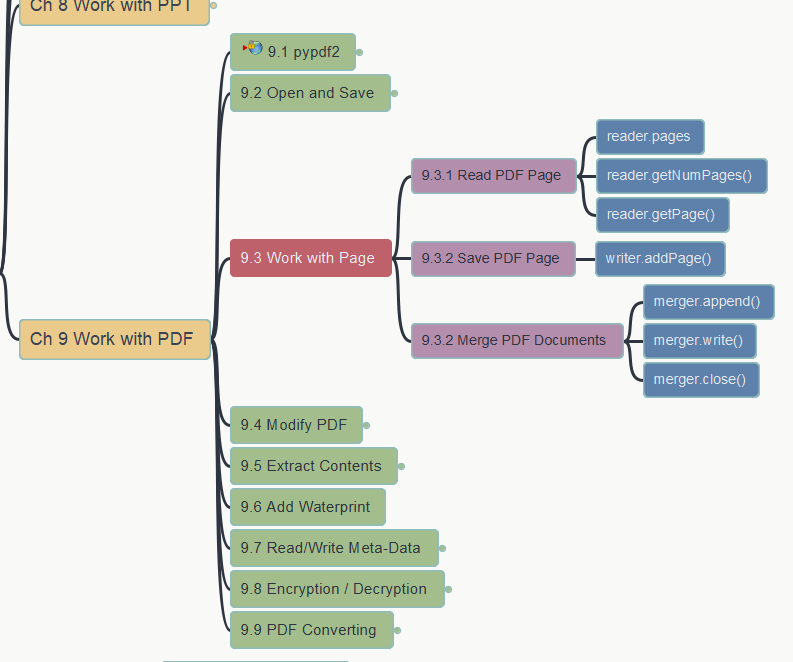 Ch 8 Work with PPT
9.1 pypdf2
9.2 Open and Save
reader.pages
9.3.1 Read PDF Page
reader.getNumPages()
reader.getPage()
9.3 Work with Page
9.3.2 Save PDF Page
writer.addPage()
merger.append()
Ch 9 Work with PDF
9.3.2 Merge PDF Documents
merger.write()
merger.close()
9.4 Modify PDF
9.5 Extract Contents
9.6 Add Waterprint
9.7 Read/Write Meta-Data
9.8 Encryption / Decryption
9.9 PDF Converting